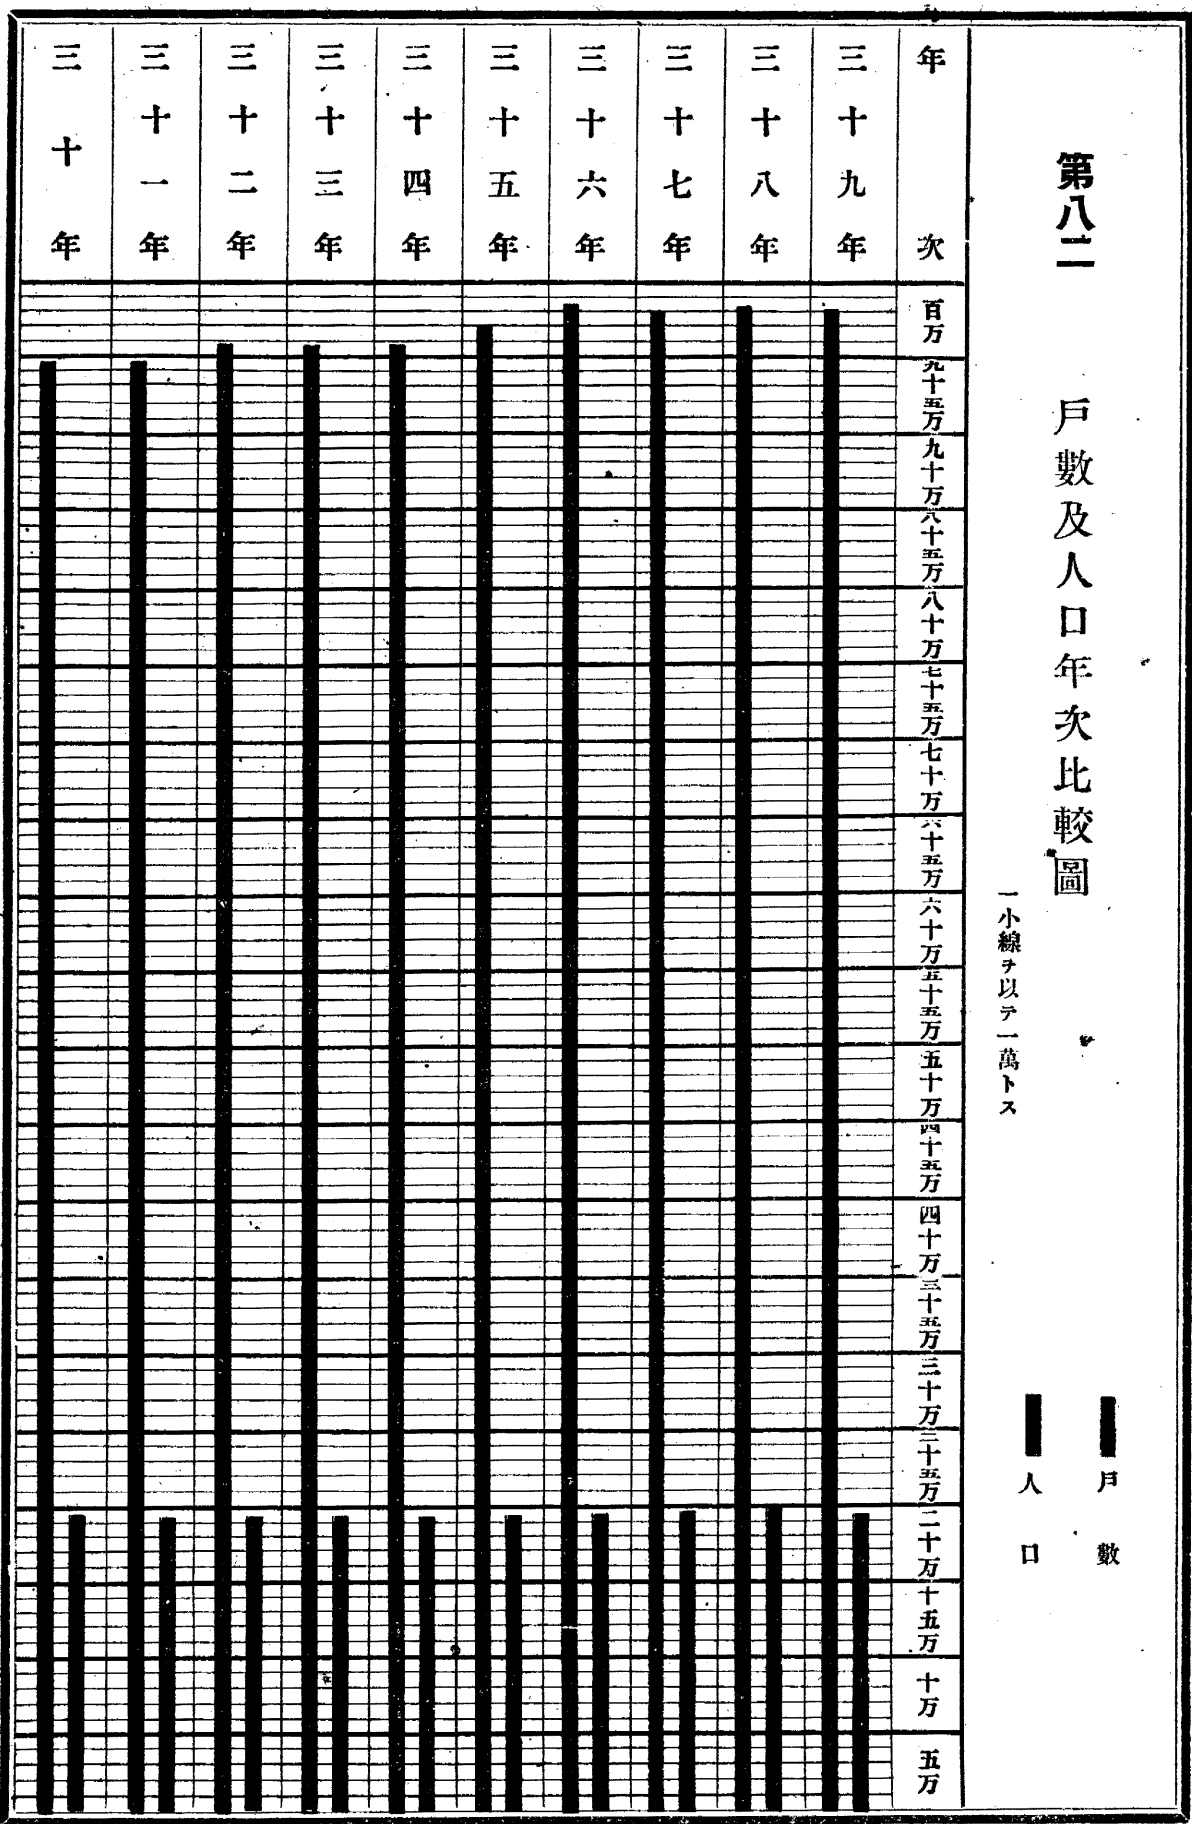 第八二　戶數及人口年次比較圖
一小線ヲ以テ一萬トス
戶數
人口
年次
百万
九十五万
九十万
八十五万
八十万
七十五万
七十万
六十五万
六十万
五十五万
五十万
四十五万
四十万
三十五万
三十万
二十五万
二十万
十五万
十万
五万
三十九年
三十八年
三十七年
三十六年
三十五年
三十四年
三十三年
三十二年
三十一年
三十年